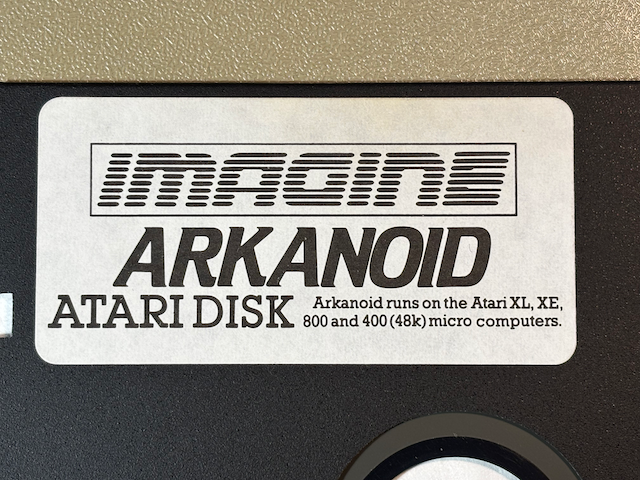 IMAGINE
ARKANOID
ATARI DISK
Arkanoid runs on the Atari XL, XE,
800 and 400 (48k) micro computers.